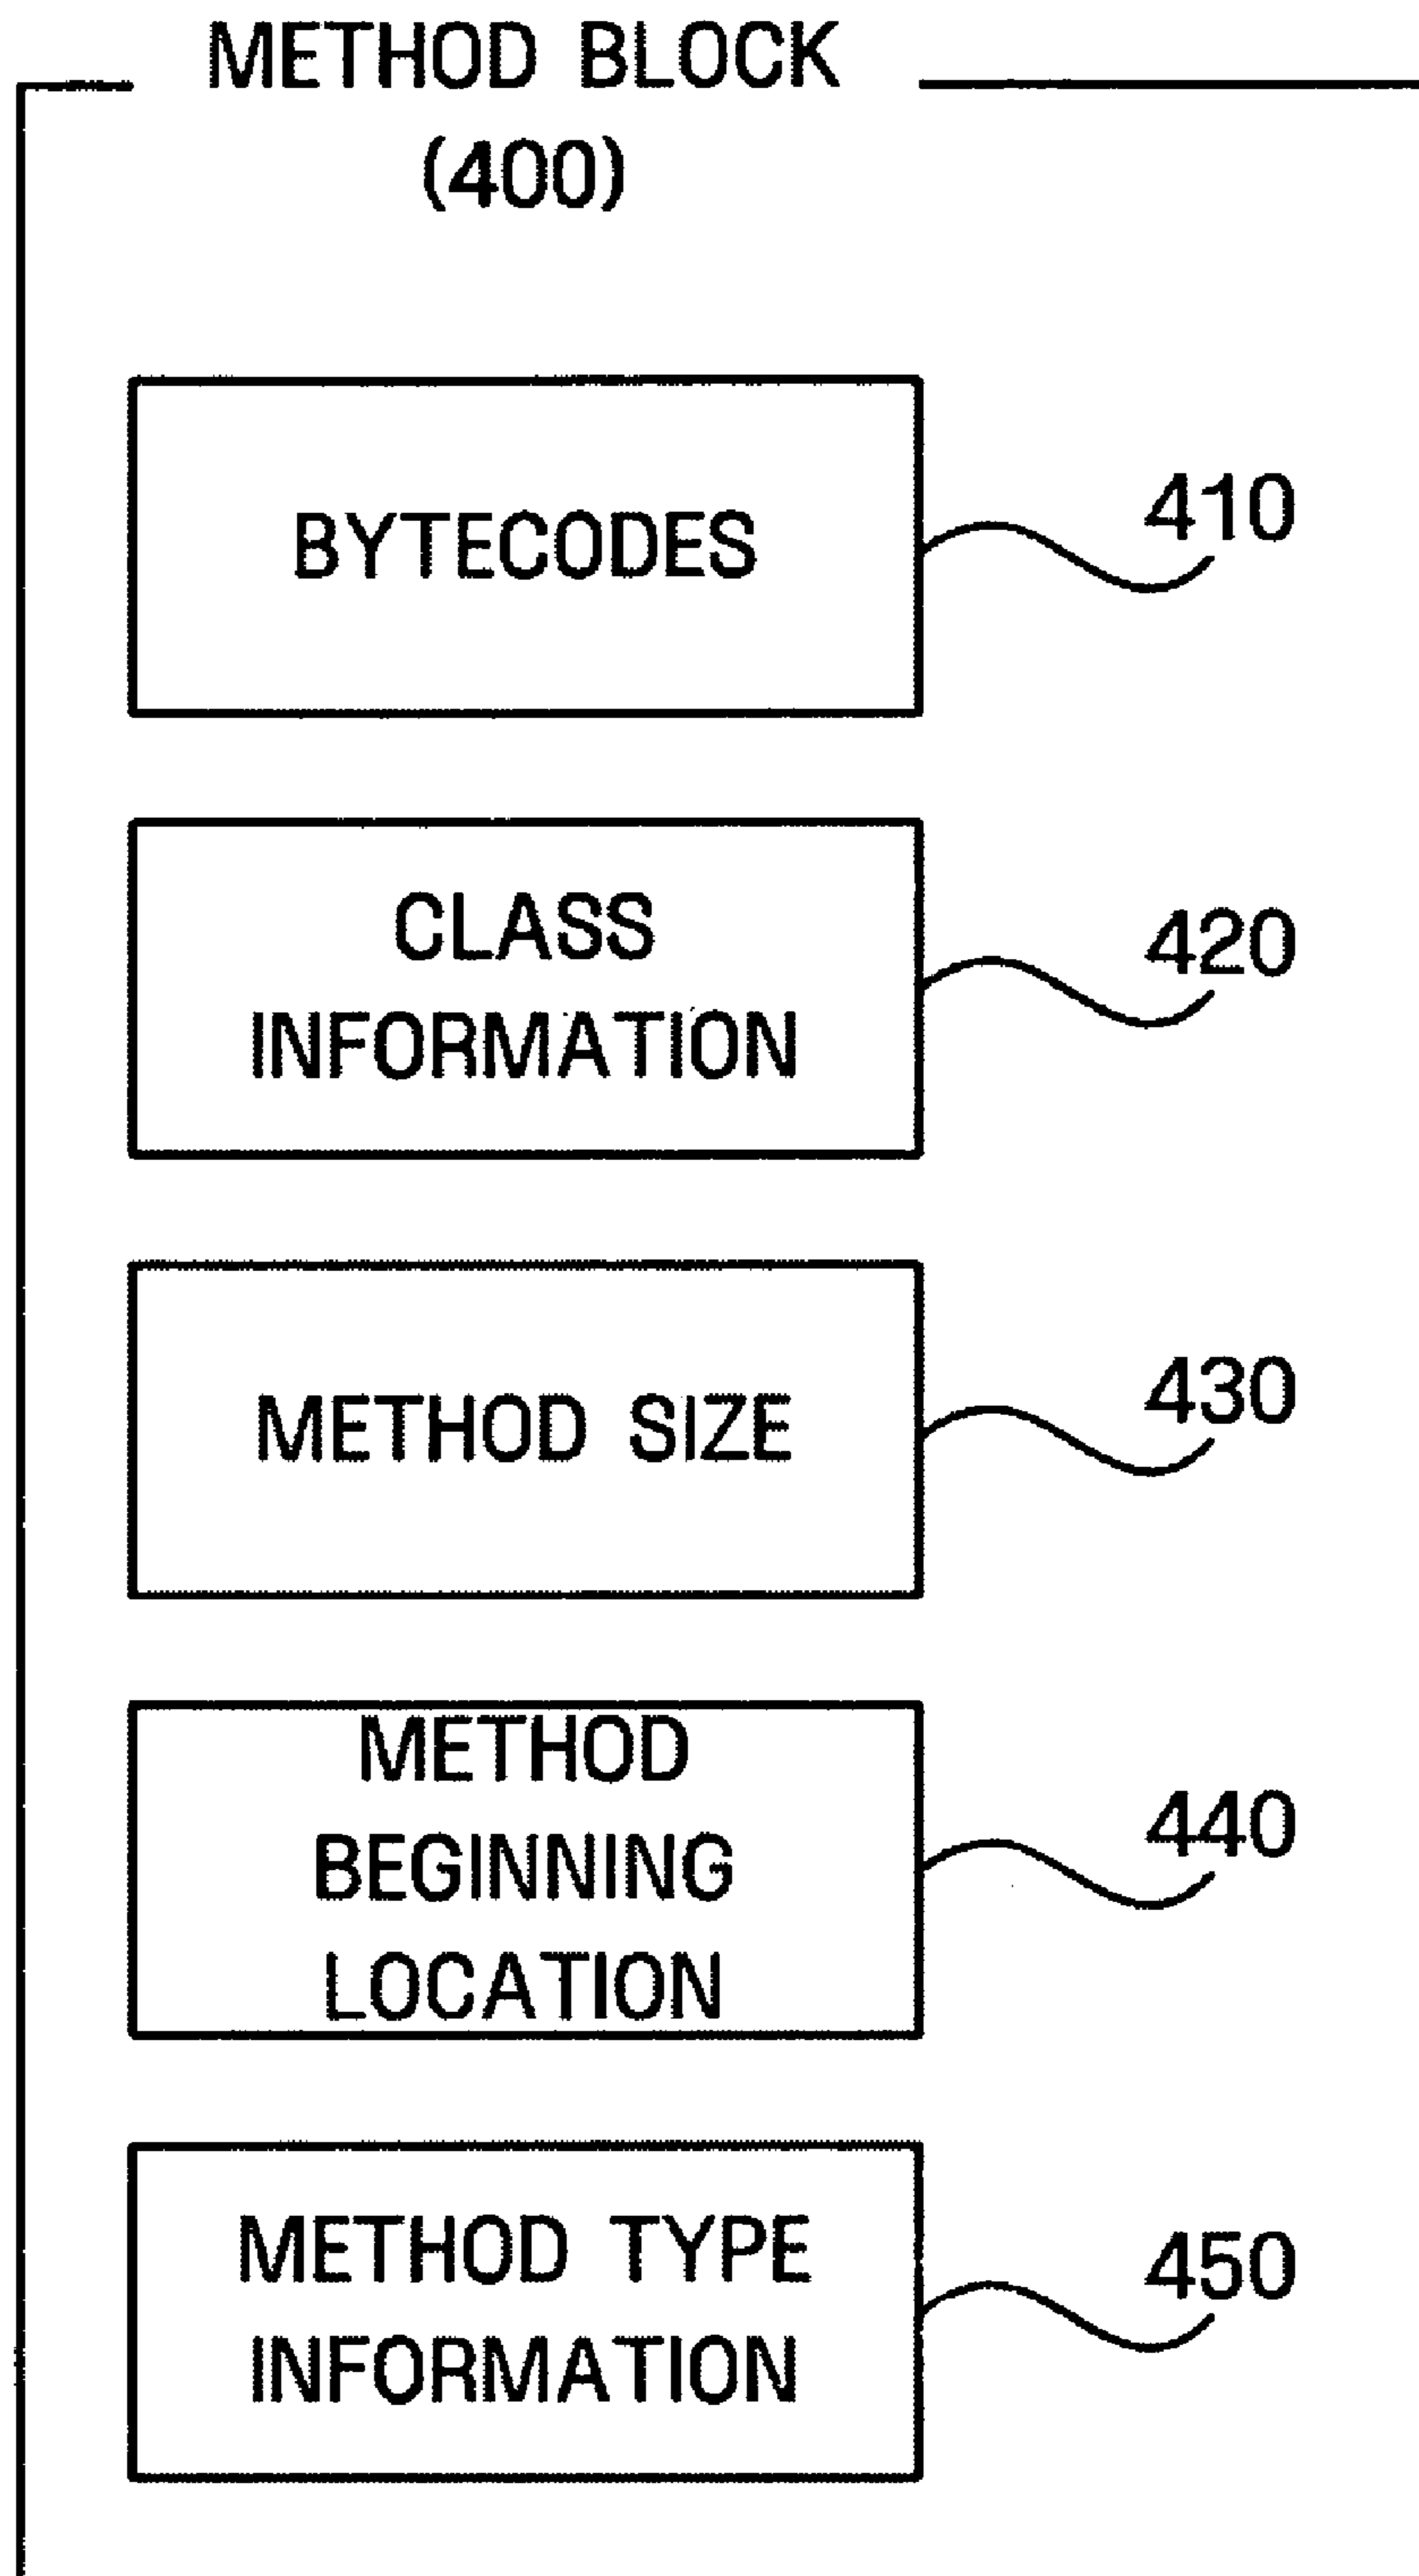 METHOD BLOCK
(400)
BYTECODES
410
CLASS
INFORMATION
420
METHOD SIZE
430
METHOD
BEGINNING
LOCATION
440
METHOD TYPE
INFORMATION
450